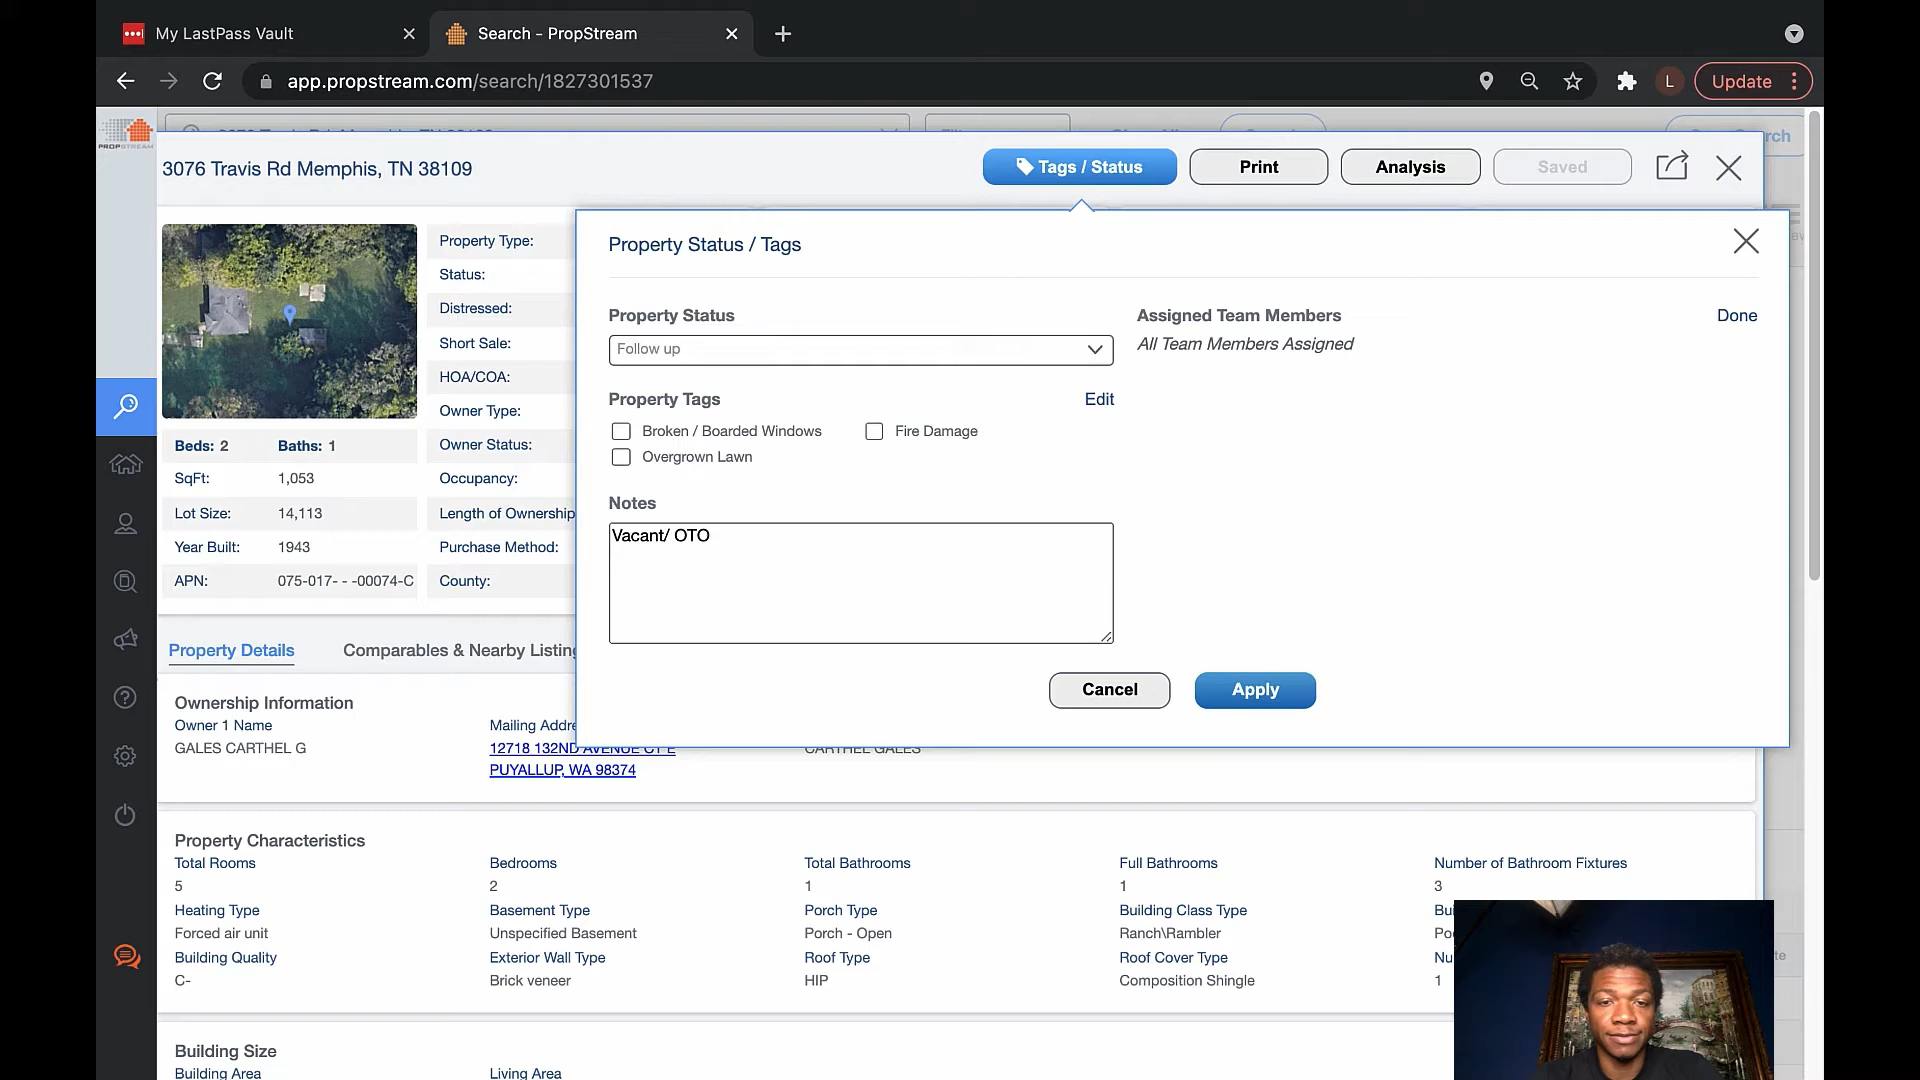 My LastPass Vault
Search - PropStream
app.propstream.com/search/1827301537
L
Update
PROPSTREAM
3076 Travis Rd Memphis, TN 38109
Tags / Status
Print
Analysis
Saved
Property Status / Tags
Property Status
Follow up
Assigned Team Members
Done
All Team Members Assigned
Property Tags
Edit
Broken / Boarded Windows
Fire Damage
Overgrown Lawn
Notes
Vacant/ OTO
Cancel
Apply
Property Type:
Status:
Distressed:
Short Sale:
HOA/COA:
Owner Type:
Owner Status:
Occupancy:
Length of Ownership
Purchase Method:
County:
Beds: 2 Baths: 1
SqFt: 1,053
Lot Size: 14,113
Year Built: 1943
APN: 075-017- - -00074-C
Property Details
Comparables & Nearby Listing
Ownership Information
Owner 1 Name
GALES CARTHEL G
Mailing Addre
12718 132ND AVENUE CT E
PUYALLUP, WA 98374
CARTHEL GALES
Property Characteristics
Total Rooms Bedrooms Total Bathrooms Full Bathrooms Number of Bathroom Fixtures
5 2 1 1 3
Heating Type Basement Type Porch Type Building Class Type Bui
Forced air unit Unspecified Basement Porch - Open Ranch\Rambler Poo
Building Quality Exterior Wall Type Roof Type Roof Cover Type Nu
C- Brick veneer HIP Composition Shingle 1
Building Size
Building Area Living Area